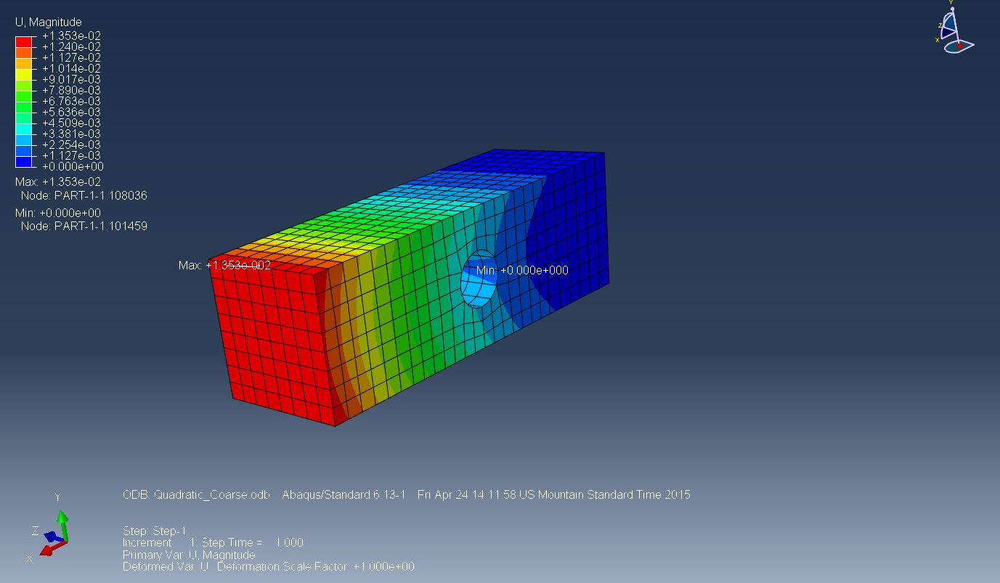 U, Magnitude
+1.353e-02
+1.240e-02
+1.127e-02
+1.014e-02
+9.017e-03
+7.890e-03
+6.763e-03
+5.636e-03
+4.509e-03
+3.381e-03
+2.254e-03
+1.127e-03
+0.000e+00
Max: +1.353e-02
Node: PART-1-1.108036
Min: +0.000e+00
Node: PART-1-1.101459
Y
Z
X
Max: +1.353e-002
Min: +0.000e+000
ODB: Quadratic_Coarse.odb Abaqus/Standard 6.13-1 Fri Apr 24 14:11:58 US Mountain Standard Time 2015
Y
Z
X
Step: Step-1
Increment 1: Step Time = 1.000
Primary Var: U, Magnitude
Deformed Var: U Deformation Scale Factor: +1.000e+00